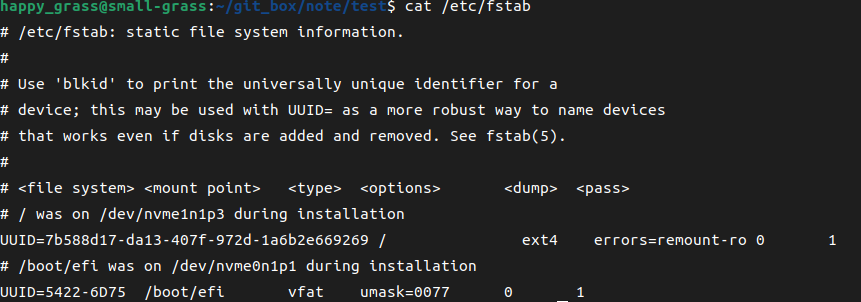 happy_grass@small-grass:~/git_box/note/test$ cat /etc/fstab
# /etc/fstab: static file system information.
#
# Use 'blkid' to print the universally unique identifier for a
# device; this may be used with UUID= as a more robust way to name devices
# that works even if disks are added and removed. See fstab(5).
#
# <file system> <mount point>   <type>  <options>       <dump>  <pass>
# / was on /dev/nvme1n1p3 during installation
UUID=7b588d17-da13-407f-972d-1a6b2e669269 /               ext4    errors=remount-ro 0       1
# /boot/efi was on /dev/nvme0n1p1 during installation
UUID=5422-6D75  /boot/efi       vfat    umask=0077      0       1